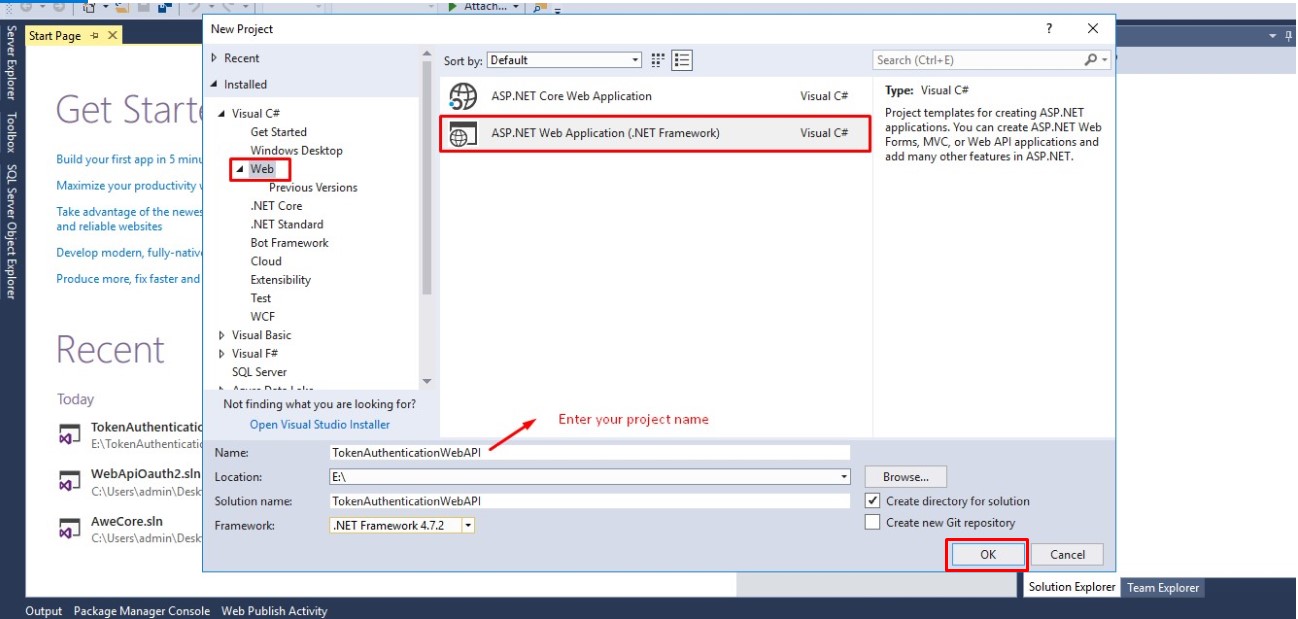 Attach...
Server Explorer
Toolbox
SQL Server Object Explorer
Start Page
Get Starte
Build your first app in 5 minu
Maximize your productivity
Take advantage of the newes
and reliable websites
Develop modern, fully-native
Produce more, fix faster and
Recent
Today
TokenAuthenticatio
E:\TokenAuthenticatio
WebApiOauth2.sln
C:\Users\admin\Desk
AweCore.sln
C:\Users\admin\Desk
New Project
?
Recent
Installed
Visual C#
Get Started
Windows Desktop
Web
Previous Versions
.NET Core
.NET Standard
Bot Framework
Cloud
Extensibility
Test
WCF
Visual Basic
Visual F#
SQL Server
Azure Data Lake
Not finding what you are looking for?
Open Visual Studio Installer
Sort by: Default
ASP.NET Core Web Application Visual C#
ASP.NET Web Application (.NET Framework) Visual C#
Search (Ctrl+E)
Type: Visual C#
Project templates for creating ASP.NET
applications. You can create ASP.NET Web
Forms, MVC, or Web API applications and
add many other features in ASP.NET.
Enter your project name
Name: TokenAuthenticationWebAPI
Location: E:\
Browse...
Solution name: TokenAuthenticationWebAPI
Create directory for solution
Framework: .NET Framework 4.7.2
Create new Git repository
OK Cancel
Solution Explorer Team Explorer
Output Package Manager Console Web Publish Activity